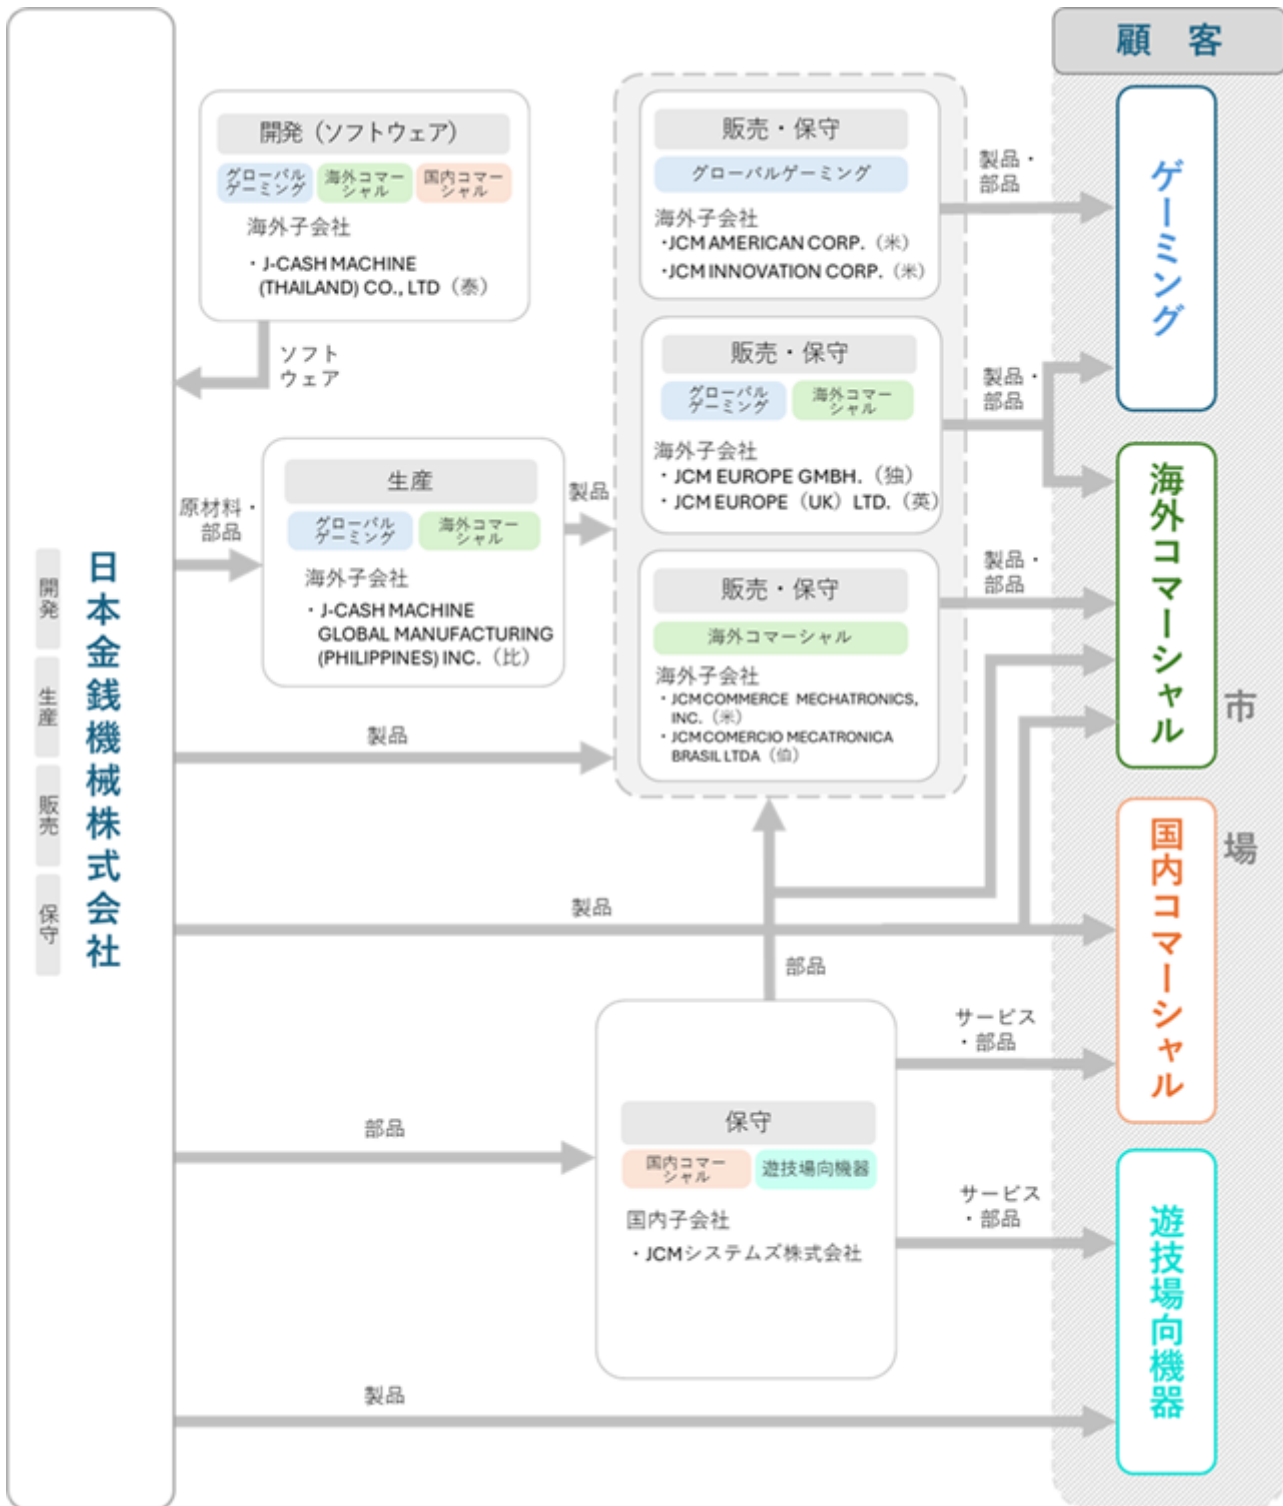 顧 客
日本金銭機械株式会社
開発
生産
販売
保守
開発（ソフトウェア）
グローバル
ゲーミング
海外コマー
シャル
国内コマー
シャル
海外子会社
・J-CASH MACHINE
(THAILAND) CO., LTD（泰）
ソフト
ウェア
原材料・
部品
生産
グローバル
ゲーミング
海外コマー
シャル
海外子会社
・J-CASH MACHINE
GLOBAL MANUFACTURING
(PHILIPPINES) INC.（比）
製品
製品
販売・保守
グローバルゲーミング
海外子会社
・JCM AMERICAN CORP.（米）
・JCM INNOVATION CORP.（米）
製品・
部品
販売・保守
グローバル
ゲーミング
海外コマー
シャル
海外子会社
・JCM EUROPE GMBH.（独）
・JCM EUROPE（UK）LTD.（英）
製品・
部品
販売・保守
海外コマーシャル
海外子会社
・JCM COMMERCE MECHATRONICS,
INC.（米）
・JCM COMERCIO MECATRONICA
BRASIL LTDA（伯）
製品・
部品
製品
部品
部品
保守
国内コマー
シャル
遊技場向機器
国内子会社
・JCMシステムズ株式会社
サービス
・部品
サービス
・部品
製品
ゲーミング
海外コマーシャル
国内コマーシャル
遊技場向機器
市場